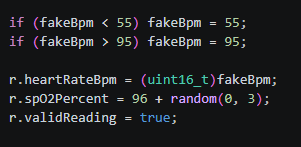 if (fakeBpm < 55) fakeBpm = 55;
if (fakeBpm > 95) fakeBpm = 95;
r.heartRateBpm = (uint16_t)fakeBpm;
r.spO2Percent = 96 + random(0, 3);
r.validReading = true;